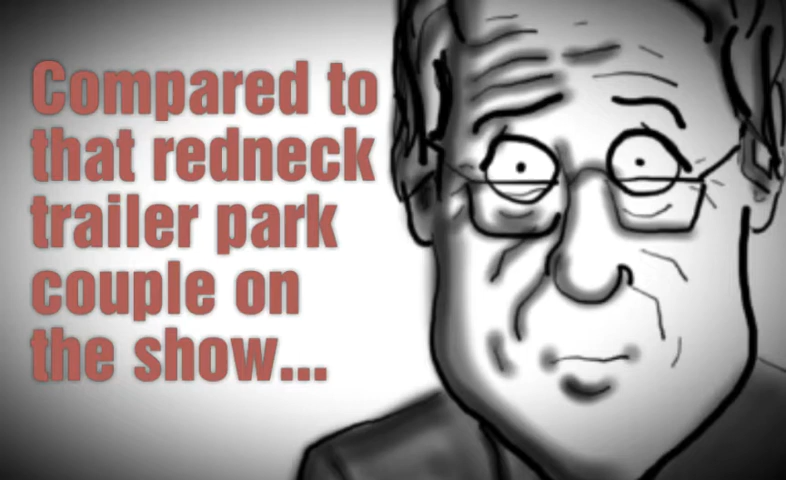 Compared to
that redneck
trailer park
couple on
the show...